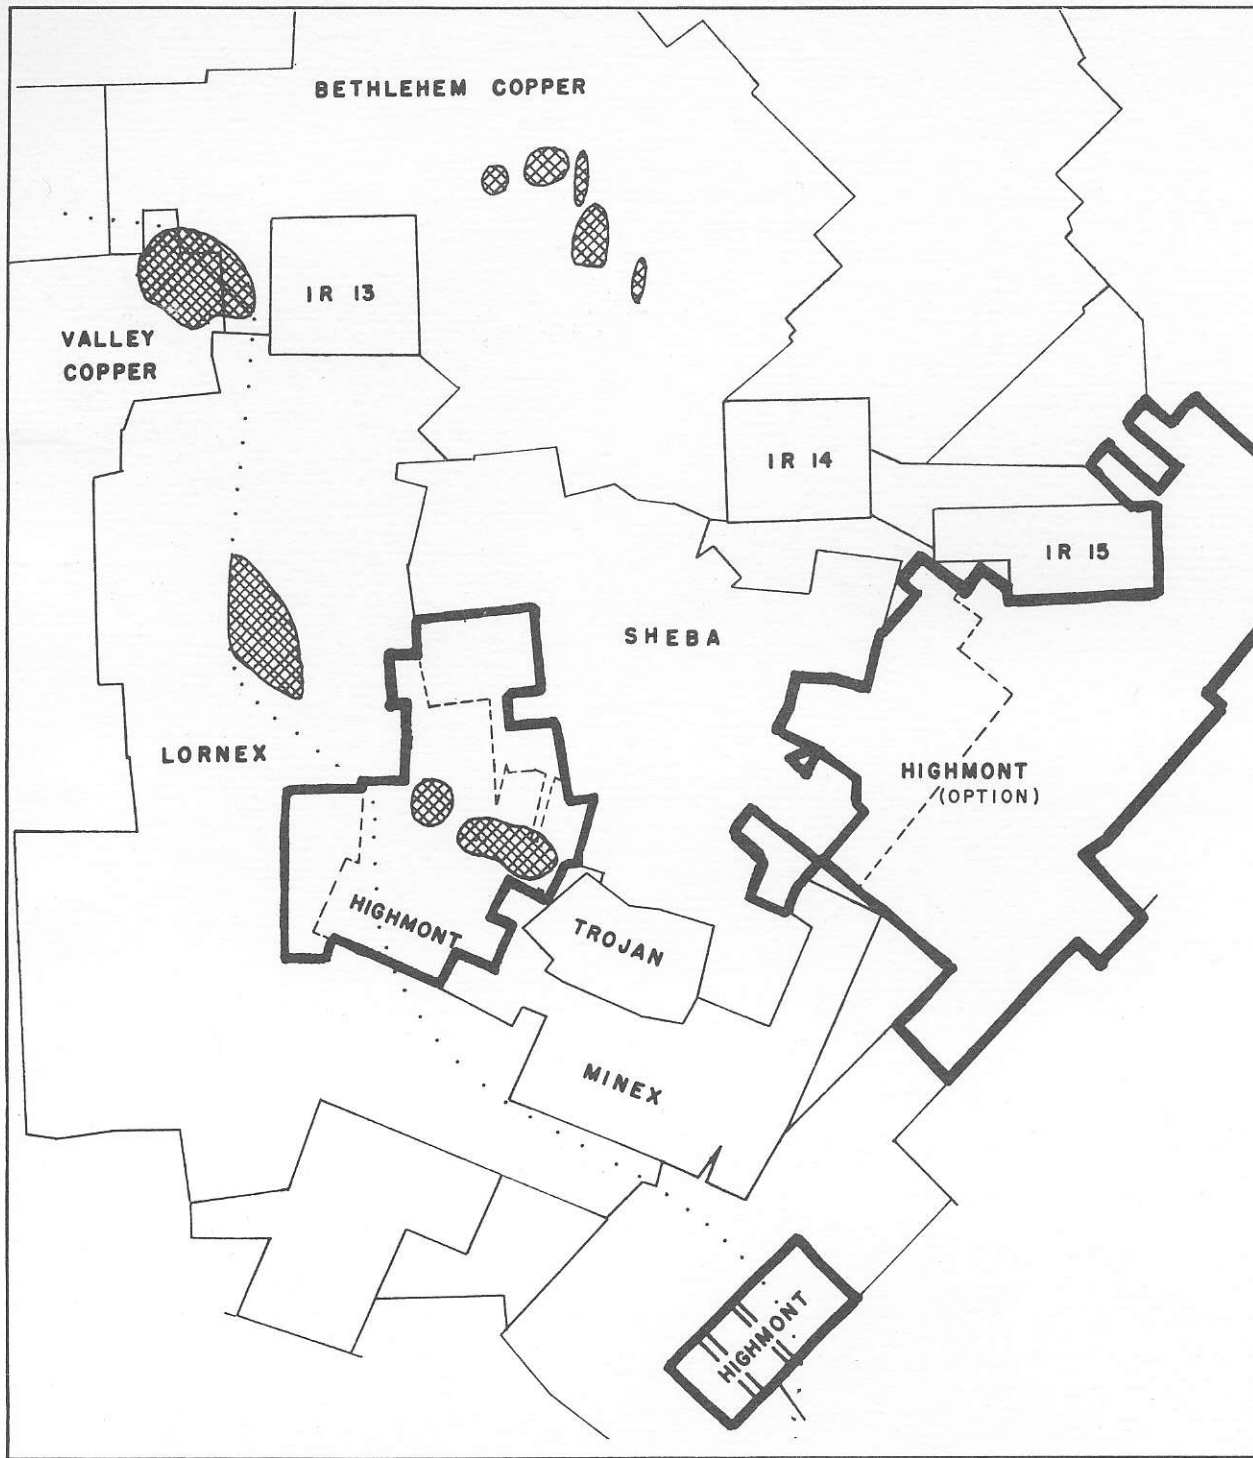 BETHLEHEM COPPER
IR 13
VALLEY
COPPER
IR 14
IR 15
SHEBA
LORNEX
HIGHMONT
(OPTION)
HIGHMONT
TROJAN
MINEX
HIGHMONT